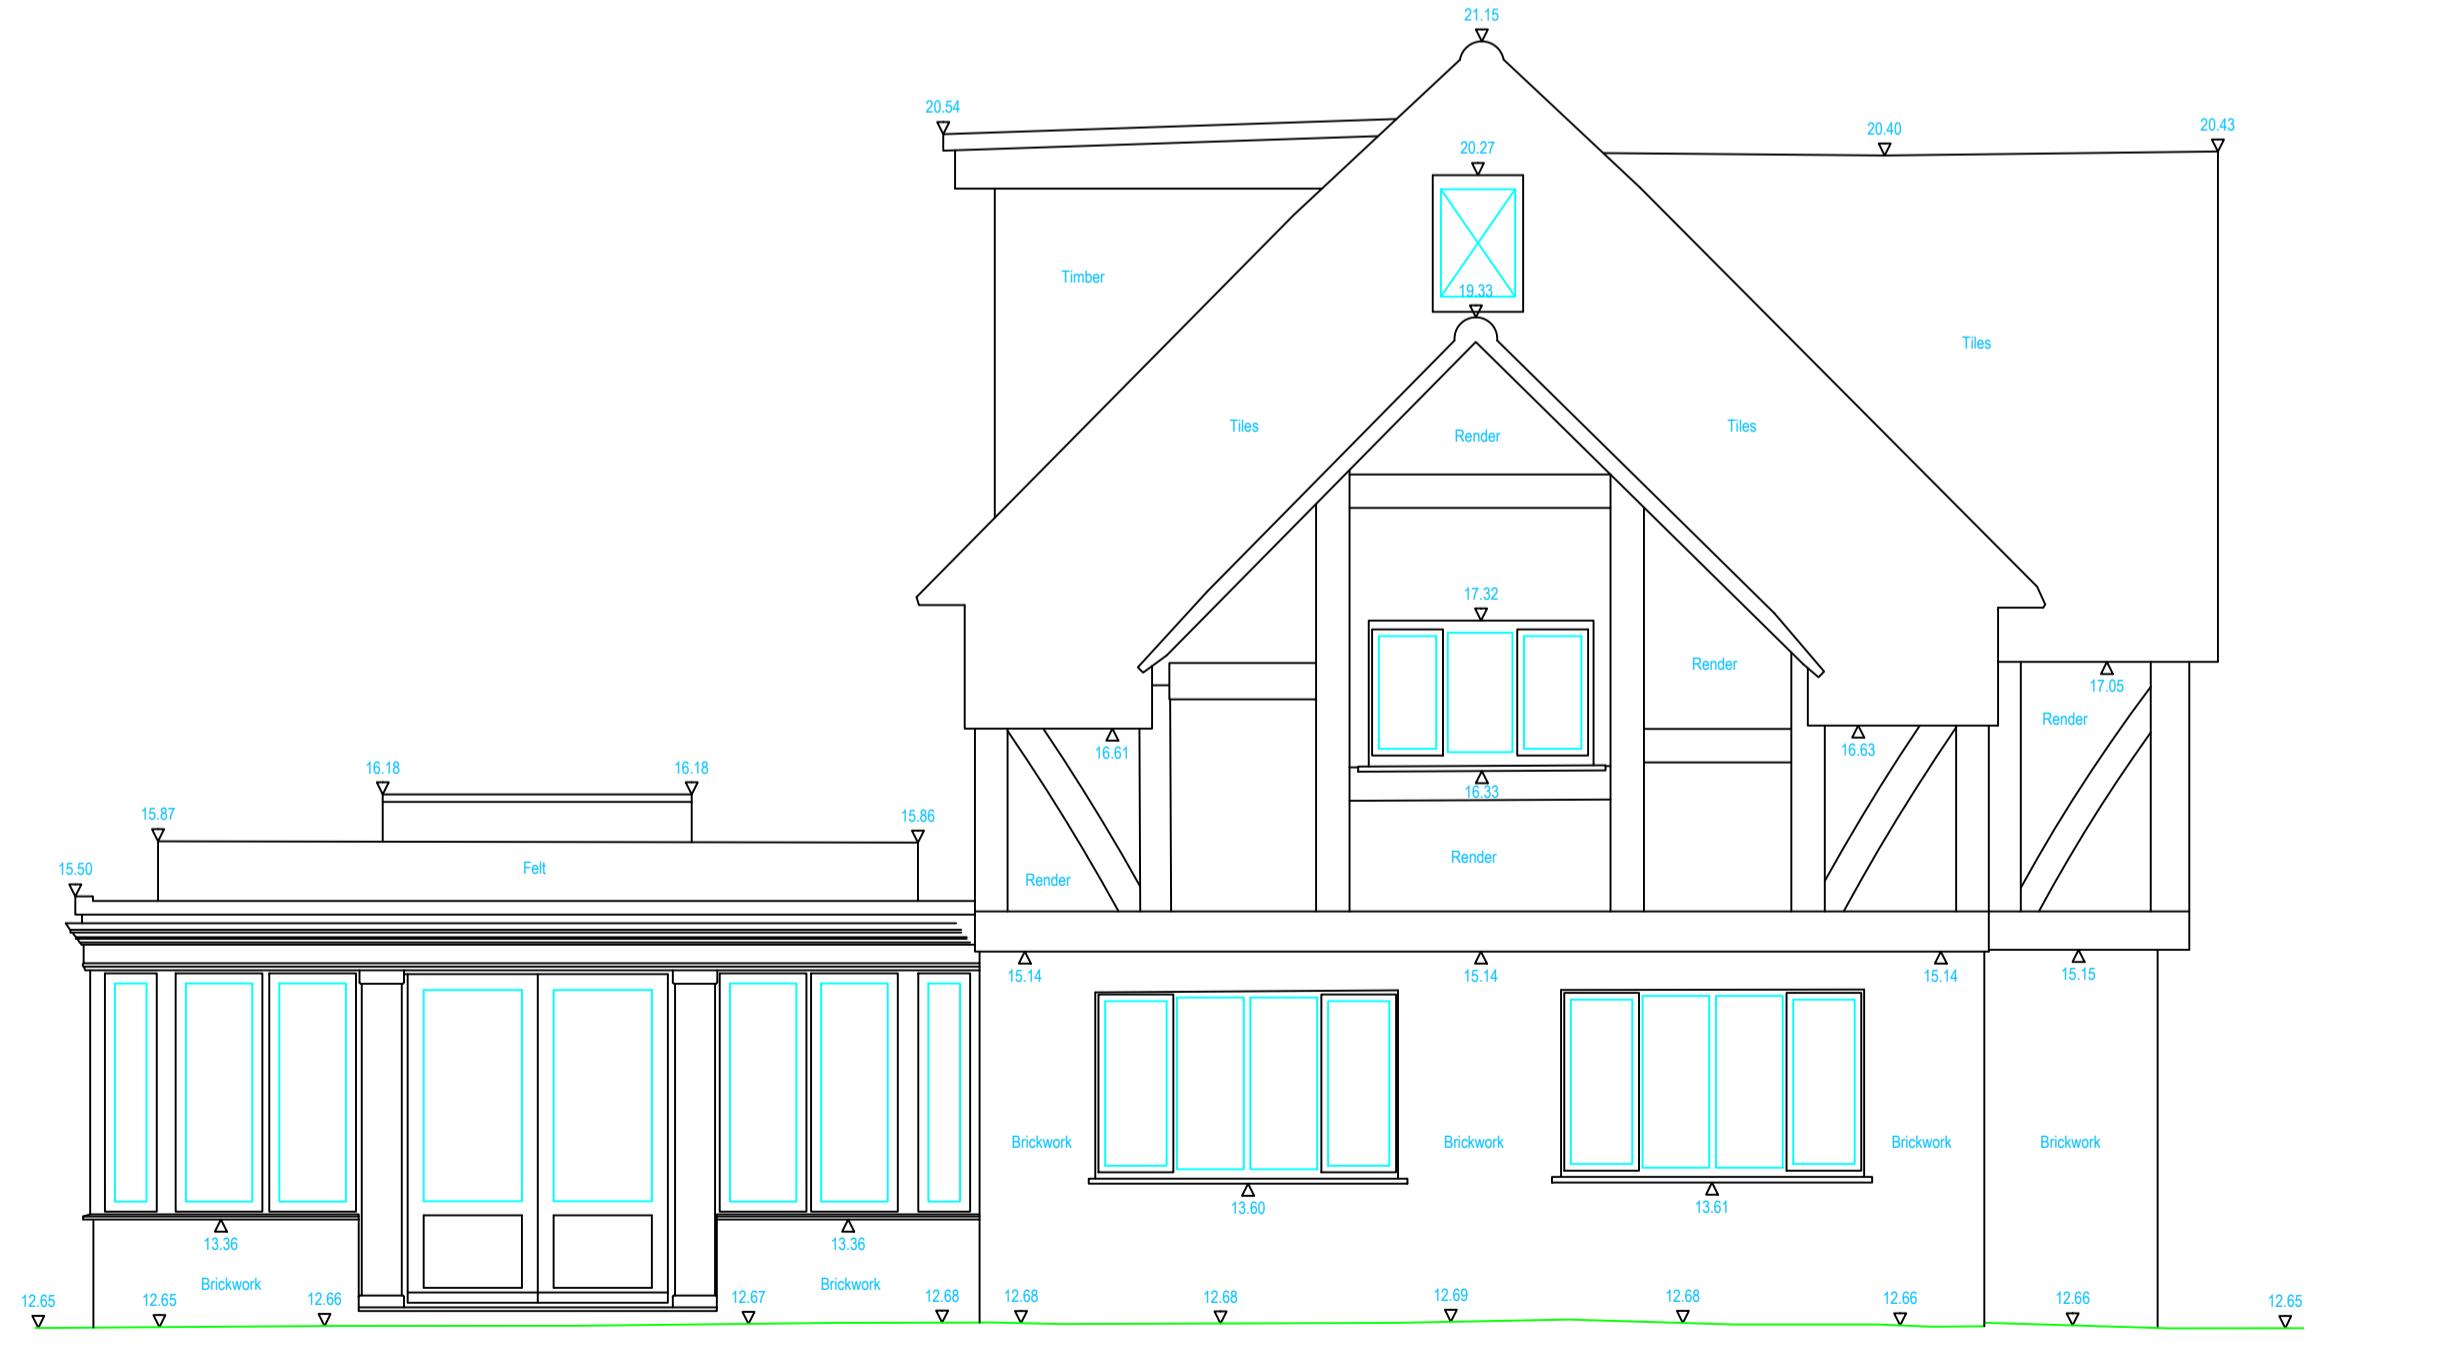 21.15
20.54
20.40
20.43
20.27
Timber
19.33
Tiles
Tiles
Tiles
Render
17.32
Render
17.05
Render
16.61
16.63
16.18
16.18
16.33
15.87
15.86
15.50
Felt
Render
Render
15.14
15.14
15.14
15.15
Brickwork
Brickwork
Brickwork
Brickwork
13.60
13.61
13.36
13.36
Brickwork
Brickwork
12.65
12.65
12.66
12.67
12.68
12.68
12.68
12.69
12.68
12.66
12.66
12.65